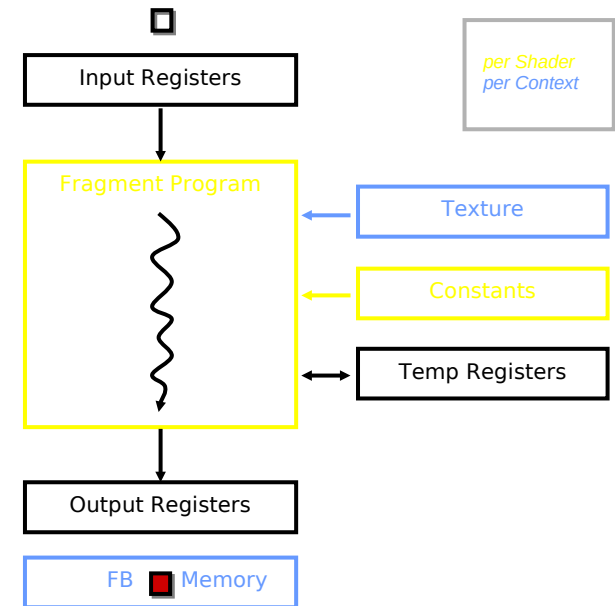 Input Registers
per Shader
per Context
Fragment Program
Texture
Constants
Temp Registers
Output Registers
FB Memory